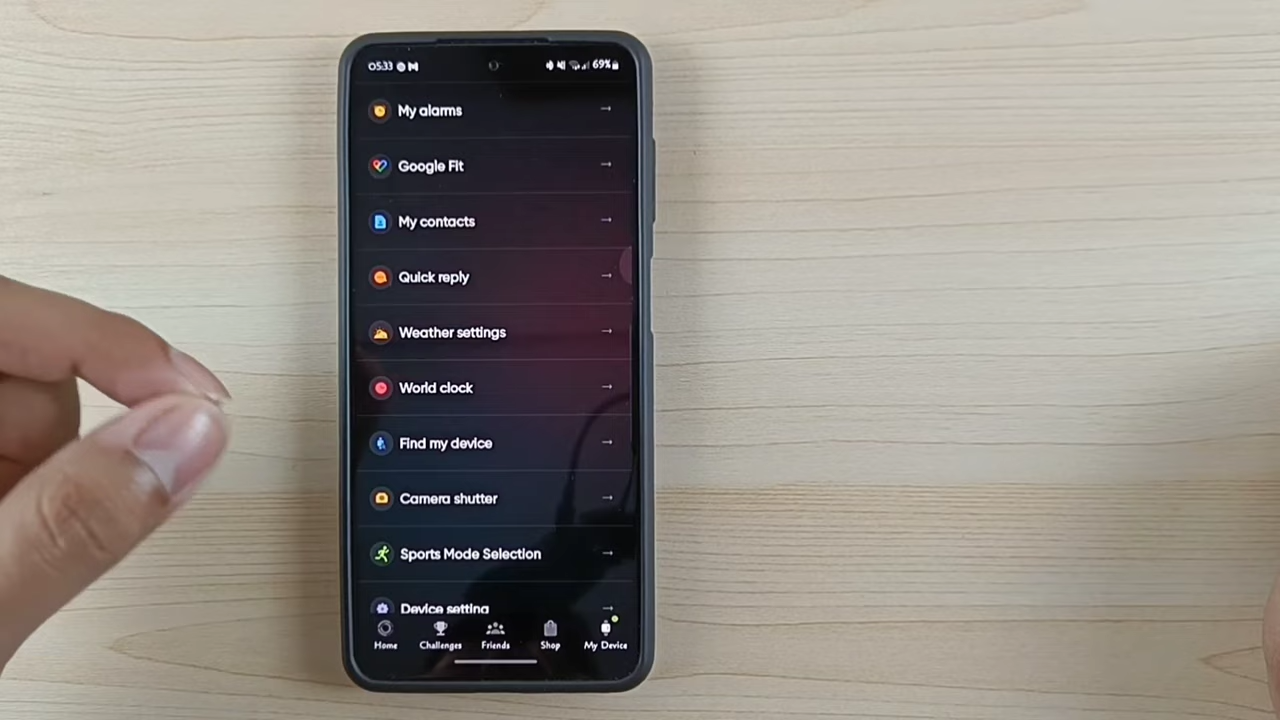 05:33 69%
My alarms
Google Fit
My contacts
Quick reply
Weather settings
World clock
Find my device
Camera shutter
Sports Mode Selection
Device setting
Home Challenges Friends Shop My Device